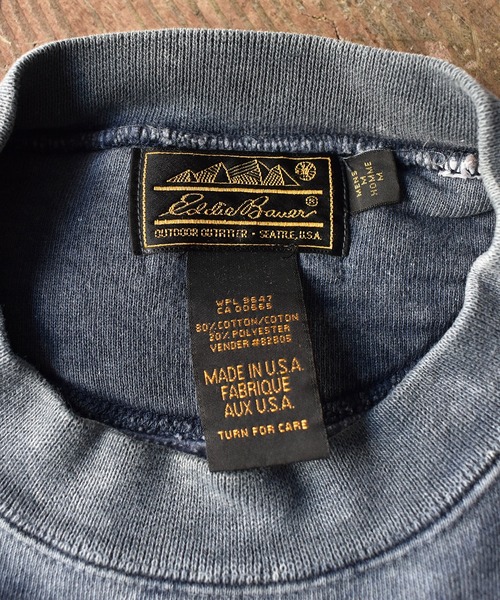 Eddie Bauer®
OUTDOOR OUTFITTER • SEATTLE, U.S.A.
MENS
M
HOMME
M
WPL 9647
CA 00665
80% COTTON/COTON
20% POLYESTER
VENDER #82805
MADE IN U.S.A.
FABRIQUE
AUX U.S.A.
TURN FOR CARE